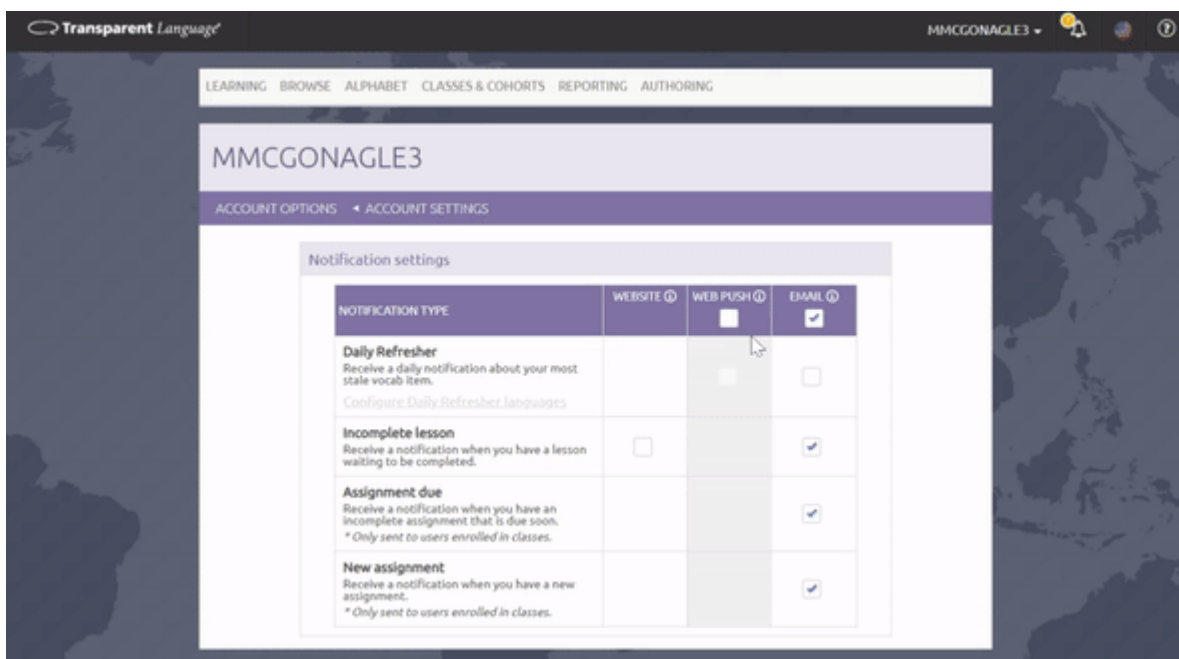 Transparent Language
MMCGONAGLE3
LEARNING BROWSE ALPHABET CLASSES & COHORTS REPORTING AUTHORING
MMCGONAGLE3
ACCOUNT OPTIONS ACCOUNT SETTINGS
Notification settings
NOTIFICATION TYPE WEBSITE WEB PUSH EMAIL
Daily Refresher
Receive a daily notification about your most
stale vocab item.
Configure Daily Refresher languages
Incomplete lesson
Receive a notification when you have a lesson
waiting to be completed.
Assignment due
Receive a notification when you have an
incomplete assignment that is due soon.
* Only sent to users enrolled in classes.
New assignment
Receive a notification when you have a new
assignment.
* Only sent to users enrolled in classes.